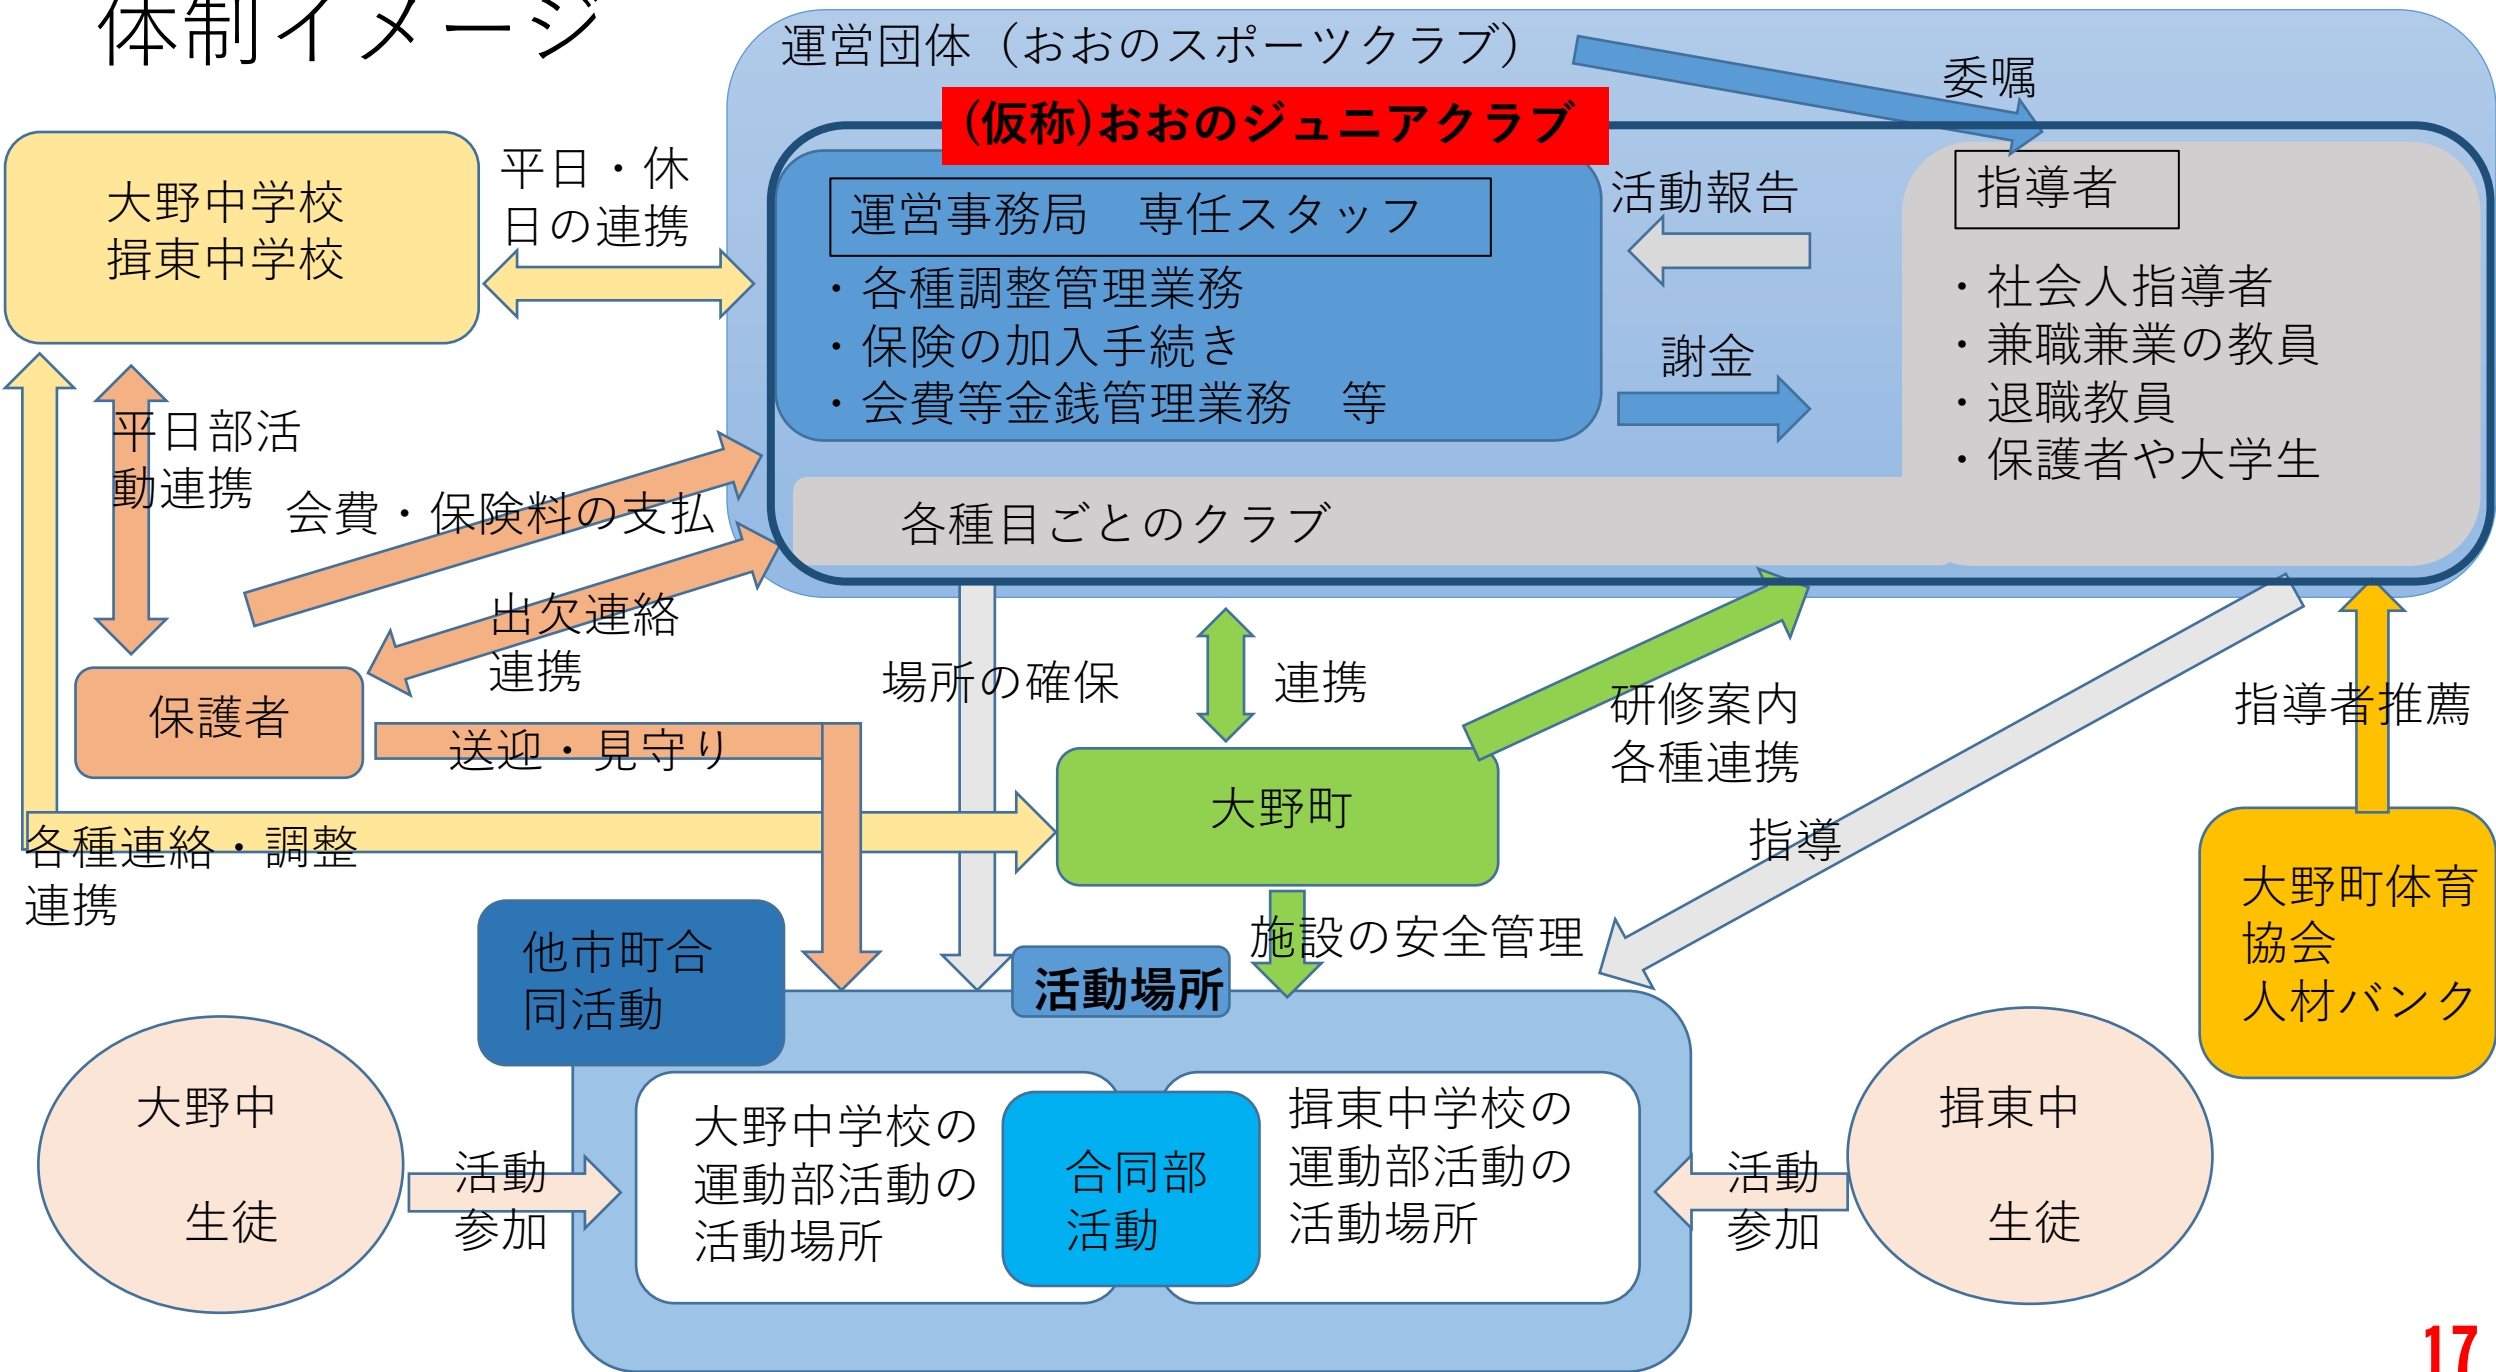 体制イメージ
運営団体（おおのスポーツクラブ）
委嘱
(仮称)おおのジュニアクラブ
大野中学校
揖東中学校
平日・休
日の連携
運営事務局　専任スタッフ
・各種調整管理業務
・保険の加入手続き
・会費等金銭管理業務　等
活動報告
謝金
指導者
・社会人指導者
・兼職兼業の教員
・退職教員
・保護者や大学生
平日部活
動連携
会費・保険料の支払
各種目ごとのクラブ
出欠連絡
連携
保護者
送迎・見守り
場所の確保
連携
研修案内
各種連携
指導者推薦
大野町
各種連絡・調整
連携
指導
施設の安全管理
大野町体育
協会
人材バンク
他市町合
同活動
活動場所
大野中
生徒
活動
参加
大野中学校の
運動部活動の
活動場所
合同部
活動
揖東中学校の
運動部活動の
活動場所
活動
参加
揖東中
生徒
17